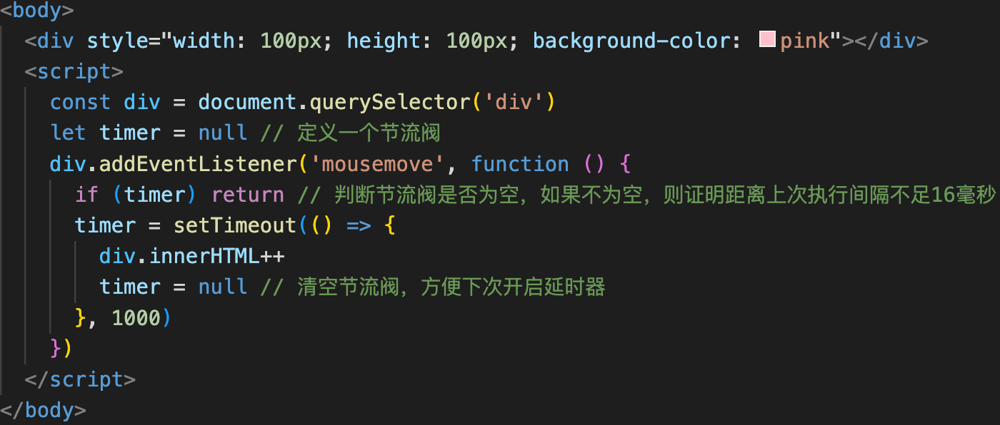 <body>
<div style="width: 100px; height: 100px; background-color: pink"></div>
<script>
const div = document.querySelector('div')
let timer = null // 定义一个节流阀
div.addEventListener('mousemove', function () {
if (timer) return // 判断节流阀是否为空，如果不为空，则证明距离上次执行间隔不足16毫秒
timer = setTimeout(() => {
div.innerHTML++
timer = null // 清空节流阀，方便下次开启延时器
}, 1000)
})
</script>
</body>